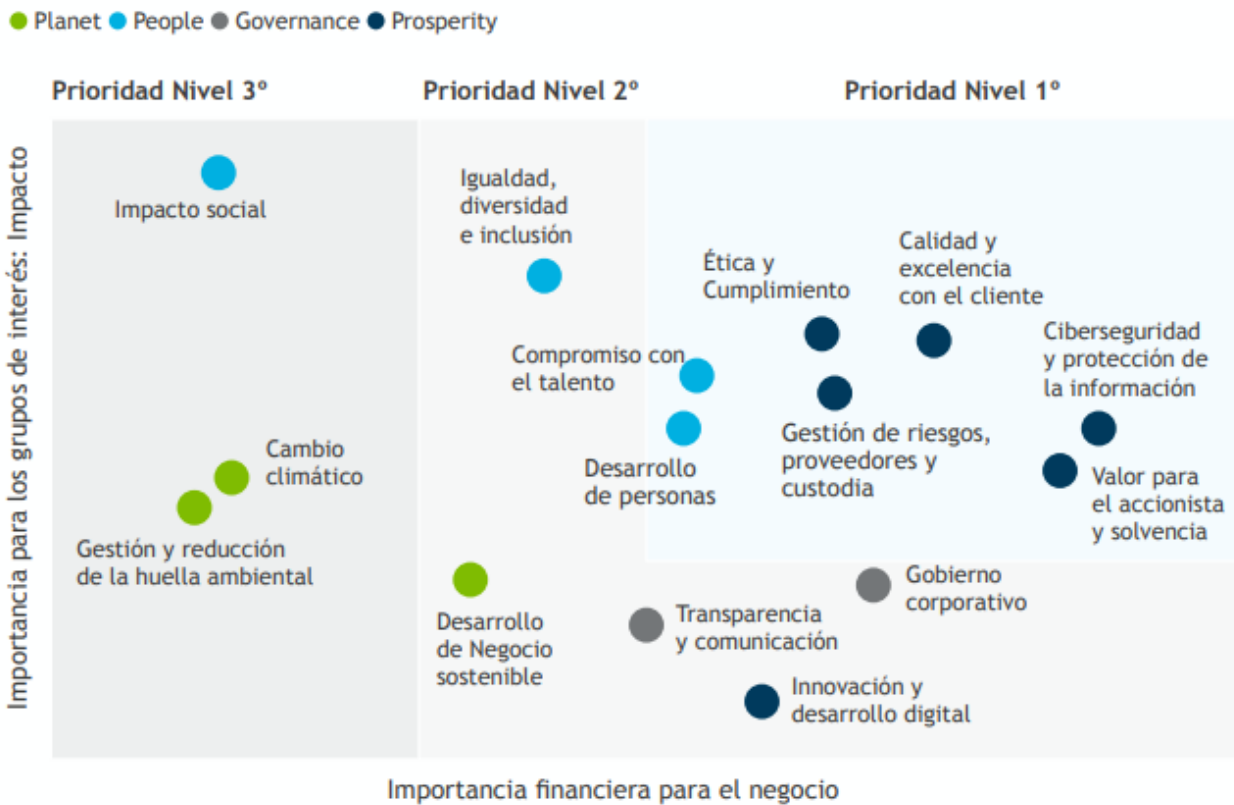 Planet People Governance Prosperity
Prioridad Nivel 3º
Prioridad Nivel 2º
Prioridad Nivel 1º
Importancia para los grupos de interés: Impacto
Impacto social
Igualdad,
diversidad
e inclusión
Ética y
Cumplimiento
Calidad y
excelencia
con el cliente
Compromiso con
el talento
Ciberseguridad
y protección de
la información
Desarrollo
de personas
Gestión de riesgos,
proveedores y
custodia
Valor para
el accionista
y solvencia
Cambio
climático
Gestión y reducción
de la huella ambiental
Desarrollo
de Negocio
sostenible
Transparencia
y comunicación
Gobierno
corporativo
Innovación y
desarrollo digital
Importancia financiera para el negocio